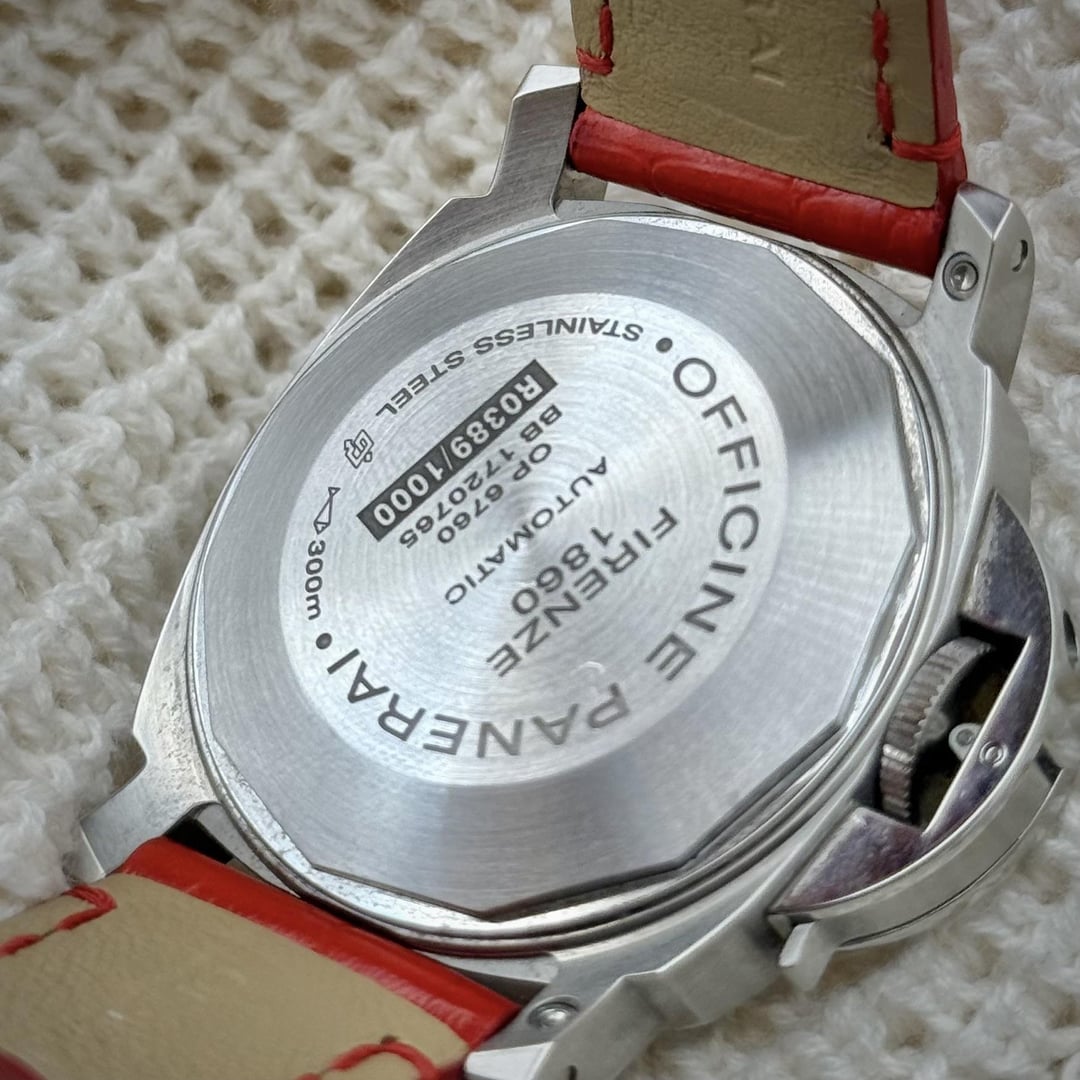 OFFICINE PANERAI
FIRENZE
1860
AUTOMATIC
OP 6760
BB 1720765
R0389/1000
• STAINLESS STEEL
300m •